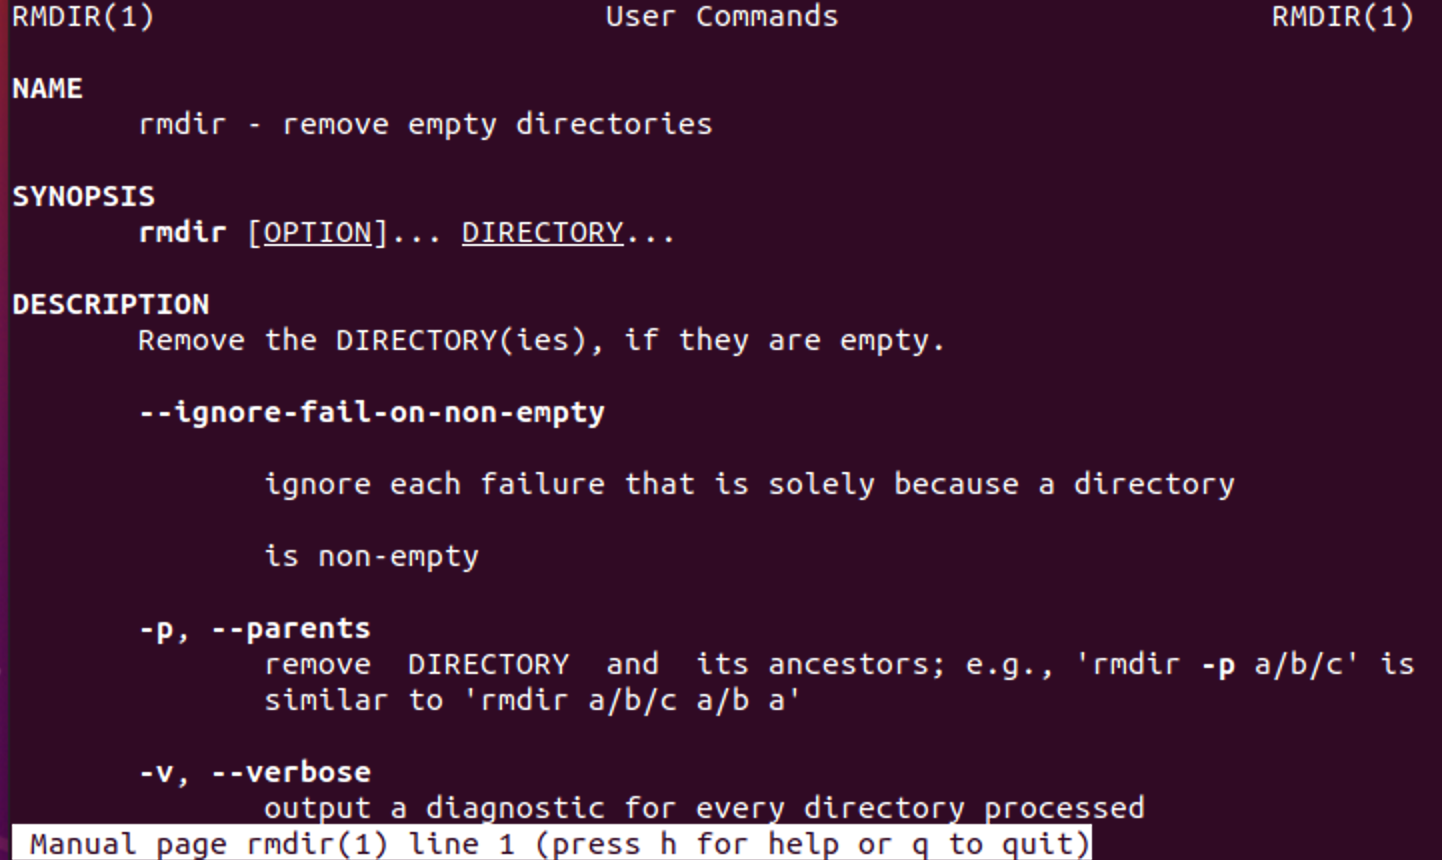 RMDIR(1) User Commands RMDIR(1)
NAME
rmdir - remove empty directories
SYNOPSIS
rmdir [OPTION]... DIRECTORY...
DESCRIPTION
Remove the DIRECTORY(ies), if they are empty.
--ignore-fail-on-non-empty
ignore each failure that is solely because a directory
is non-empty
-p, --parents
remove DIRECTORY and its ancestors; e.g., 'rmdir -p a/b/c' is
similar to 'rmdir a/b/c a/b a'
-v, --verbose
output a diagnostic for every directory processed
Manual page rmdir(1) line 1 (press h for help or q to quit)